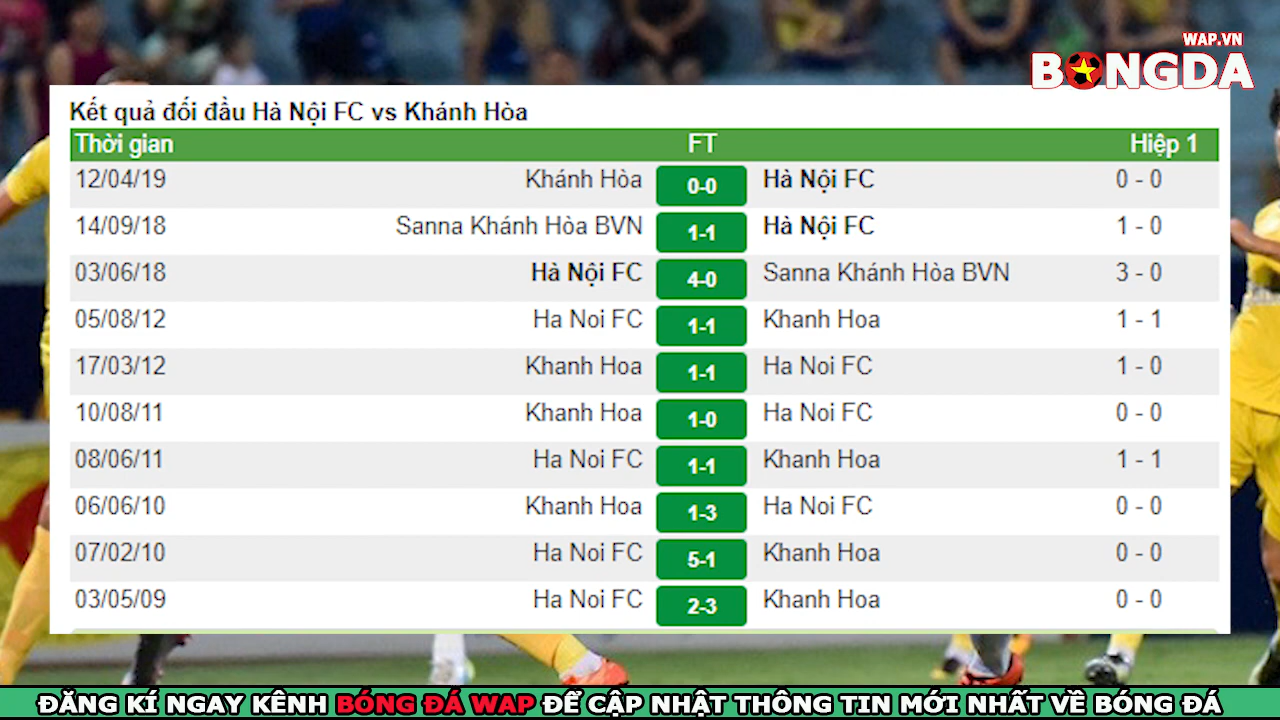 WAP.VN
BONGDA
Kết quả đối đầu Hà Nội FC vs Khánh Hòa
Thời gian FT Hiệp 1
12/04/19 Khánh Hòa 0-0 Hà Nội FC 0 - 0
14/09/18 Sanna Khánh Hòa BVN 1-1 Hà Nội FC 1 - 0
03/06/18 Hà Nội FC 4-0 Sanna Khánh Hòa BVN 3 - 0
05/08/12 Ha Noi FC 1-1 Khanh Hoa 1 - 1
17/03/12 Khanh Hoa 1-1 Ha Noi FC 1 - 0
10/08/11 Khanh Hoa 1-0 Ha Noi FC 0 - 0
08/06/11 Ha Noi FC 1-1 Khanh Hoa 1 - 1
06/06/10 Khanh Hoa 1-3 Ha Noi FC 0 - 0
07/02/10 Ha Noi FC 5-1 Khanh Hoa 0 - 0
03/05/09 Ha Noi FC 2-3 Khanh Hoa 0 - 0
ĐĂNG KÍ NGAY KÊNH BÓNG ĐÁ WAP ĐỂ CẬP NHẬT THÔNG TIN MỚI NHẤT VỀ BÓNG ĐÁ